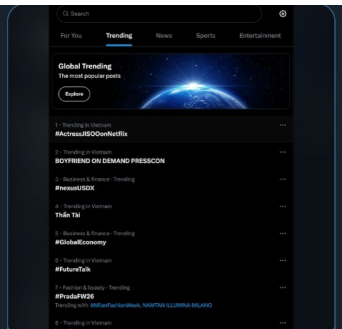 Search
For You Trending News Sports Entertainment
Global Trending
The most popular posts
Explore
1 · Trending in Vietnam
#ActressJISOOonNetflix
2 · Trending in Vietnam
BOYFRIEND ON DEMAND PRESSCON
3 · Business & finance · Trending
#nexusUSDX
4 · Trending in Vietnam
Thần Tài
5 · Business & finance · Trending
#GlobalEconomy
6 · Trending in Vietnam
#FutureTalk
7 · Fashion & beauty · Trending
#PradaFW26
Trending with #MilanFashionWeek, NAMTAN ILLUMINA MILANO
8 · Trending in Vietnam